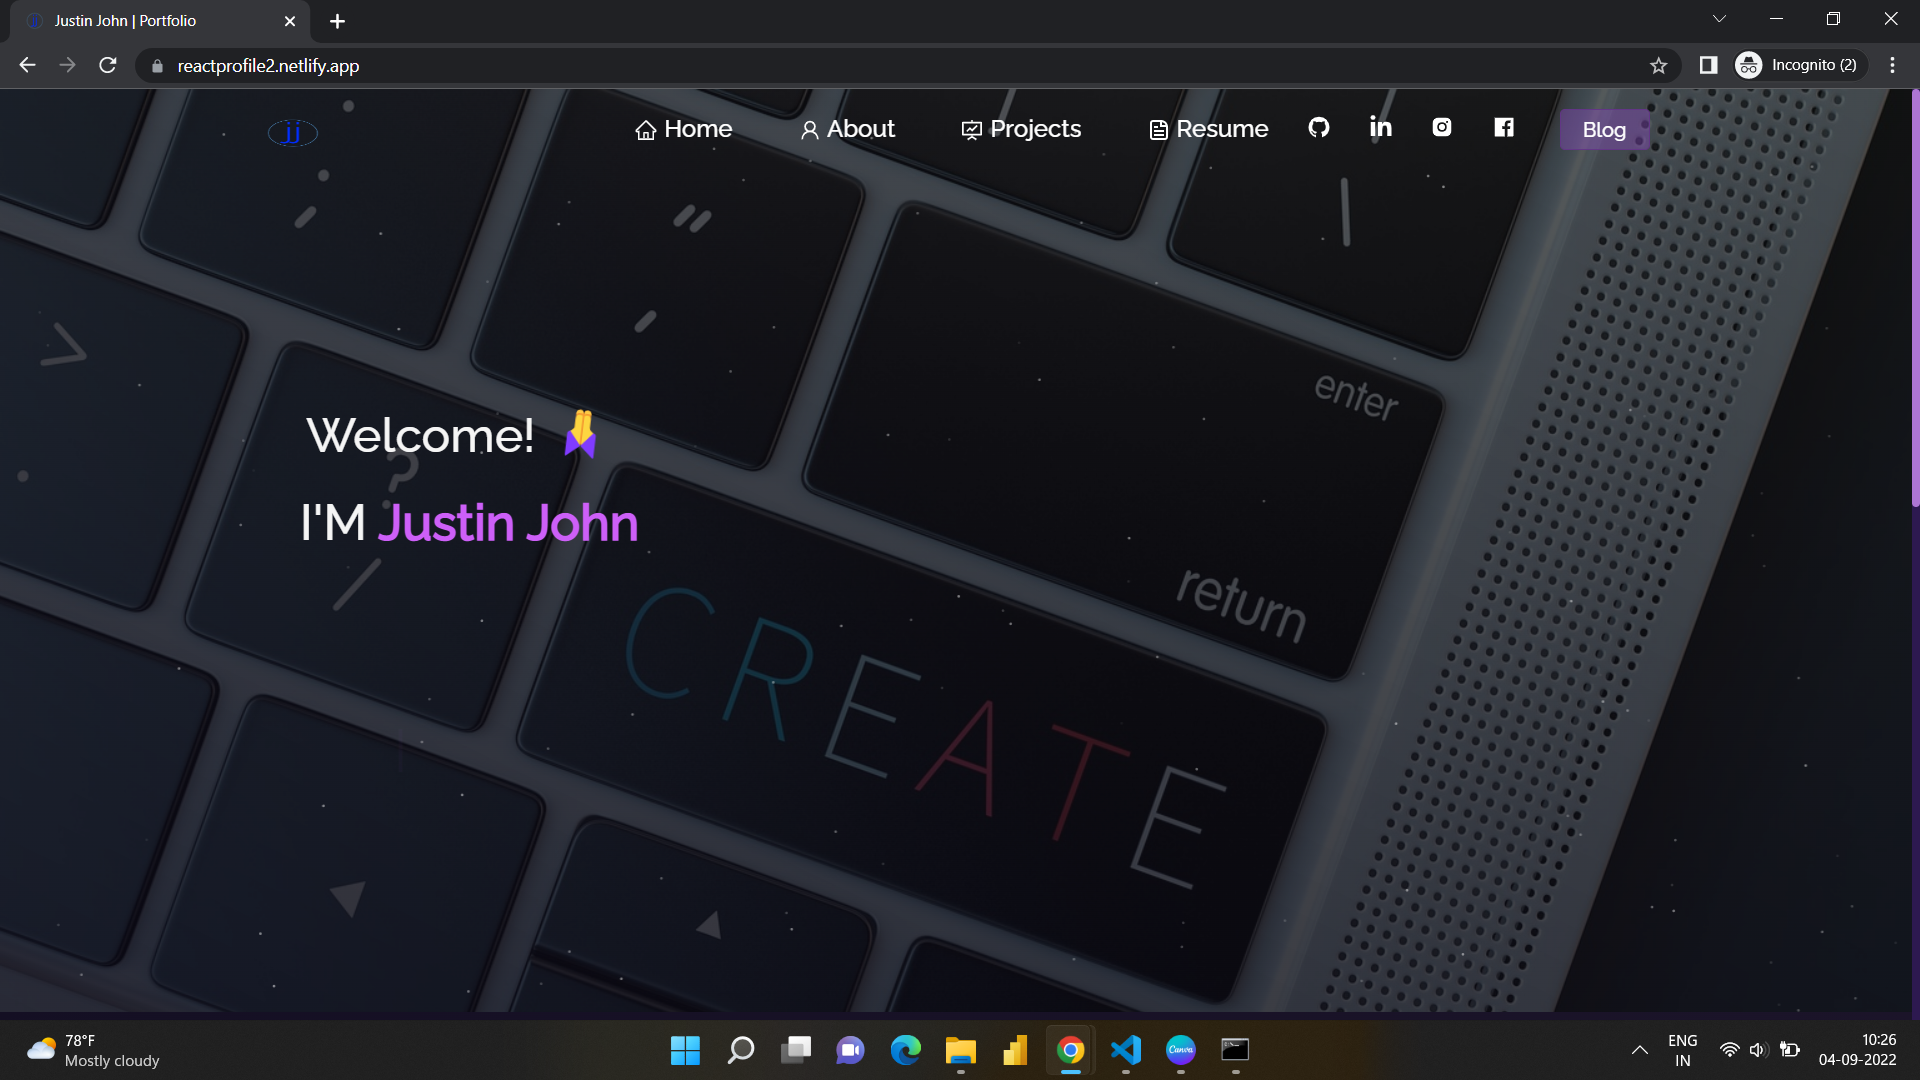 Justin John | Portfolio
reactprofile2.netlify.app
Incognito (2)
jj
Home
About
Projects
Resume
Blog
enter
Welcome!
?
I'M Justin John
/
return
CREATE
78°F
Mostly cloudy
Canva
ENG
IN
10:26
04-09-2022